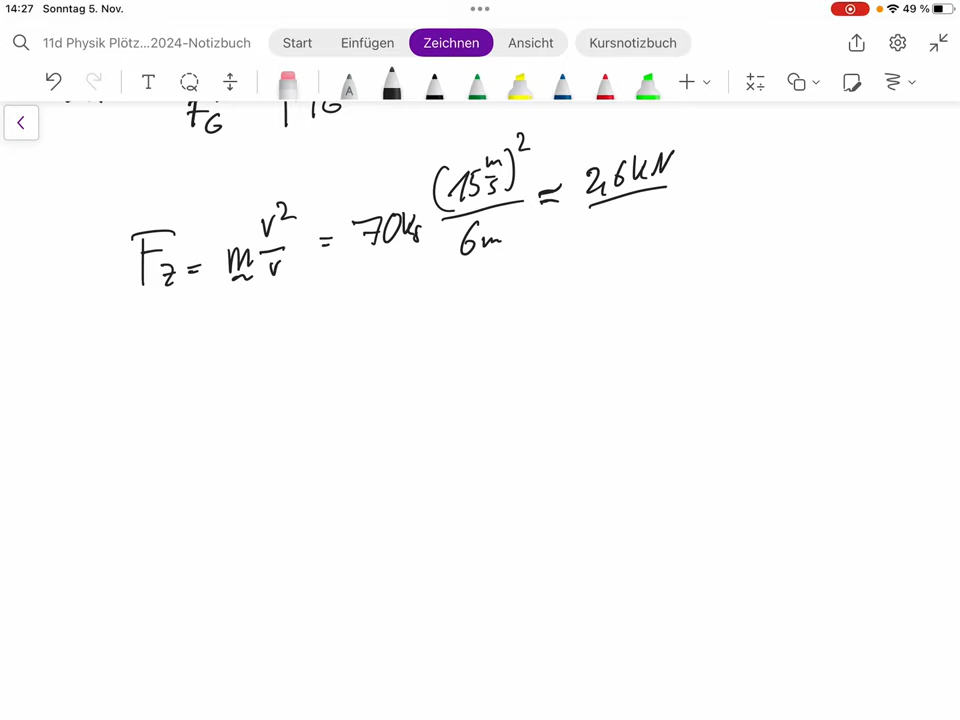 14:27 Sonntag 5. Nov. 49 %
11d Physik Plötz...2024-Notizbuch Start Einfügen Zeichnen Ansicht Kursnotizbuch
T A
F_G
F_Z = m v²/r = 70kg (15 m/s)²/6m ≈ 2,6kN